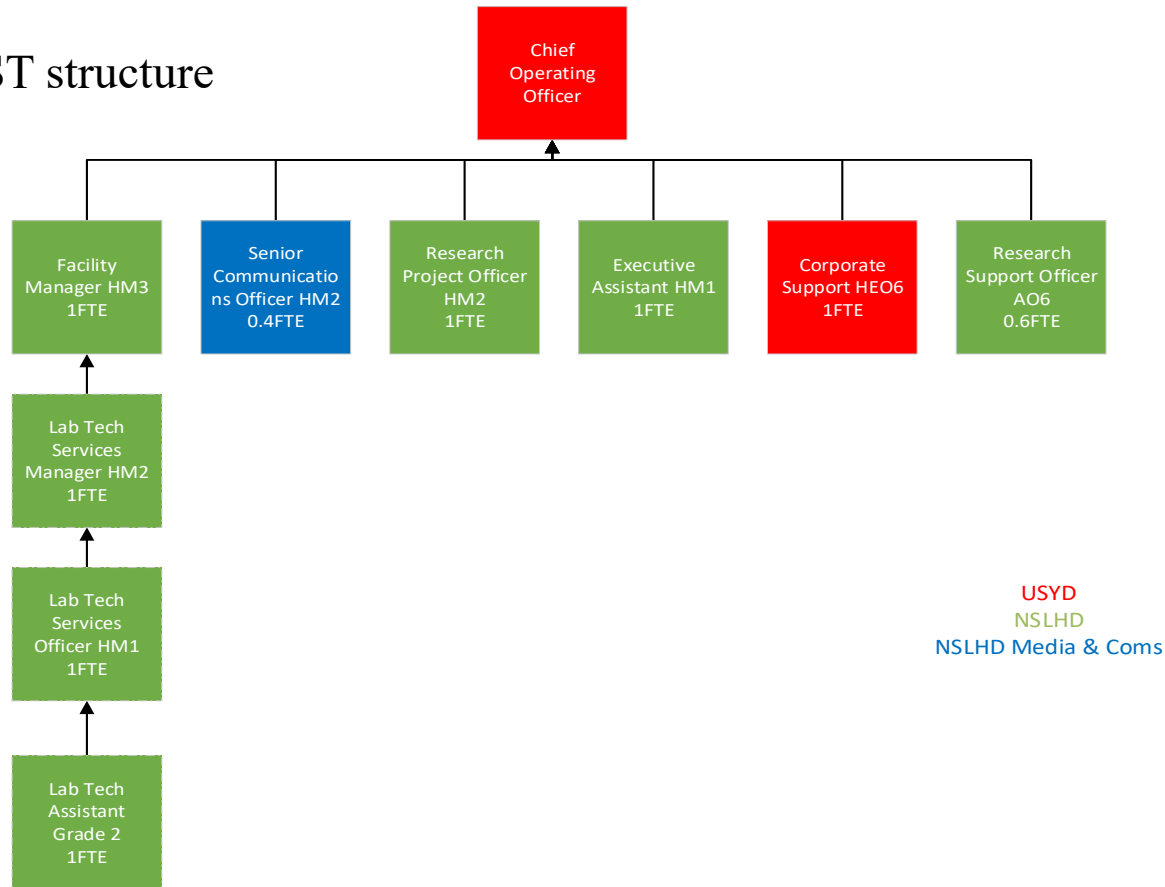 ST structure
Chief
Operating
Officer
Facility
Manager HM3
1FTE
Senior
Communicatio
ns Officer HM2
0.4FTE
Research
Project Officer
HM2
1FTE
Executive
Assistant HM1
1FTE
Corporate
Support HEO6
1FTE
Research
Support Officer
AO6
0.6FTE
Lab Tech
Services
Manager HM2
1FTE
Lab Tech
Services
Officer HM1
1FTE
Lab Tech
Assistant
Grade 2
1FTE
USYD
NSLHD
NSLHD Media & Coms